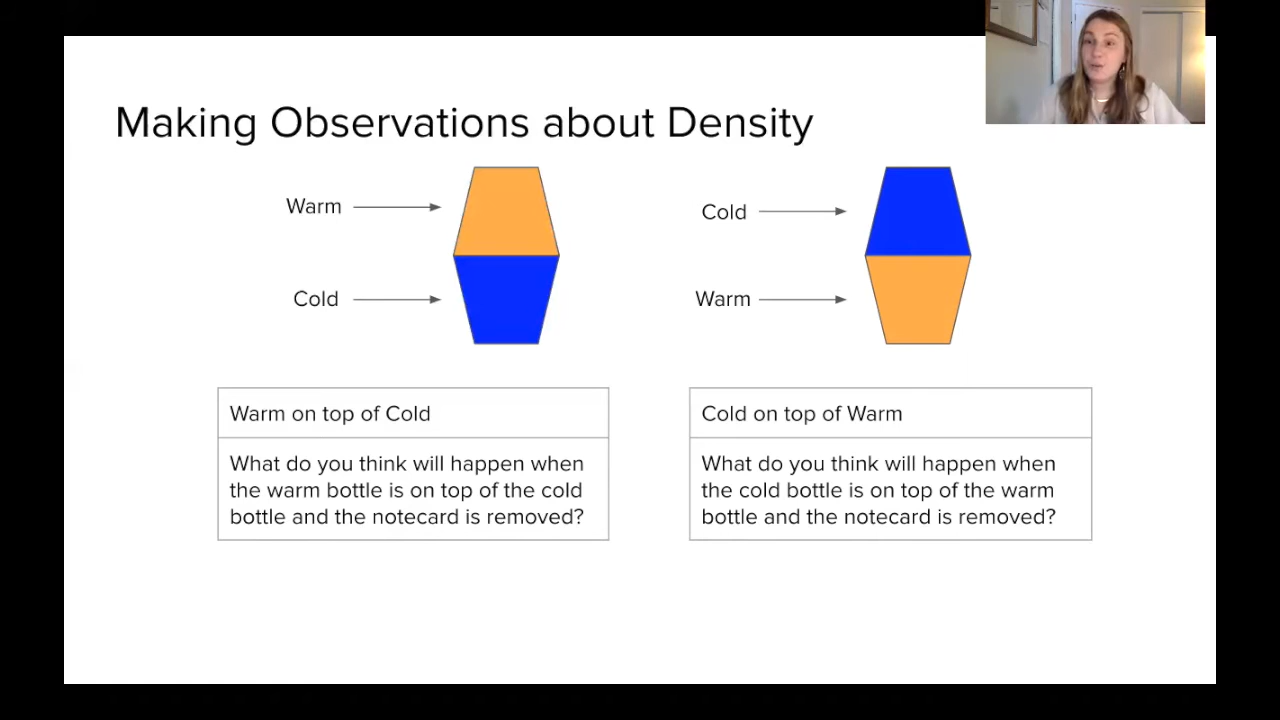 Making Observations about Density
Warm
Cold
Cold
Warm
Warm on top of Cold
What do you think will happen when
the warm bottle is on top of the cold
bottle and the notecard is removed?
Cold on top of Warm
What do you think will happen when
the cold bottle is on top of the warm
bottle and the notecard is removed?